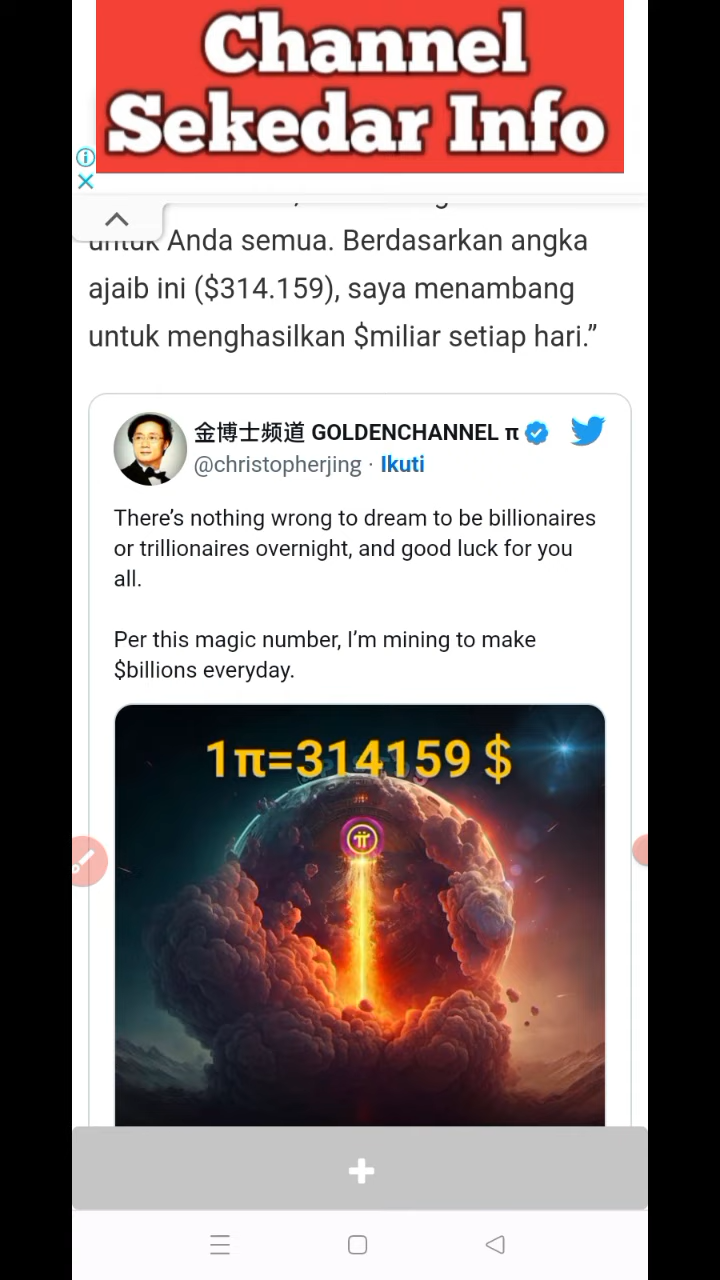 Channel
Sekedar Info
untuk Anda semua. Berdasarkan angka
ajaib ini ($314.159), saya menambang
untuk menghasilkan $miliar setiap hari.”
金博士频道 GOLDENCHANNEL π
@christopherjing · Ikuti
There’s nothing wrong to dream to be billionaires
or trillionaires overnight, and good luck for you
all.
Per this magic number, I’m mining to make
$billions everyday.
1π=314159 $